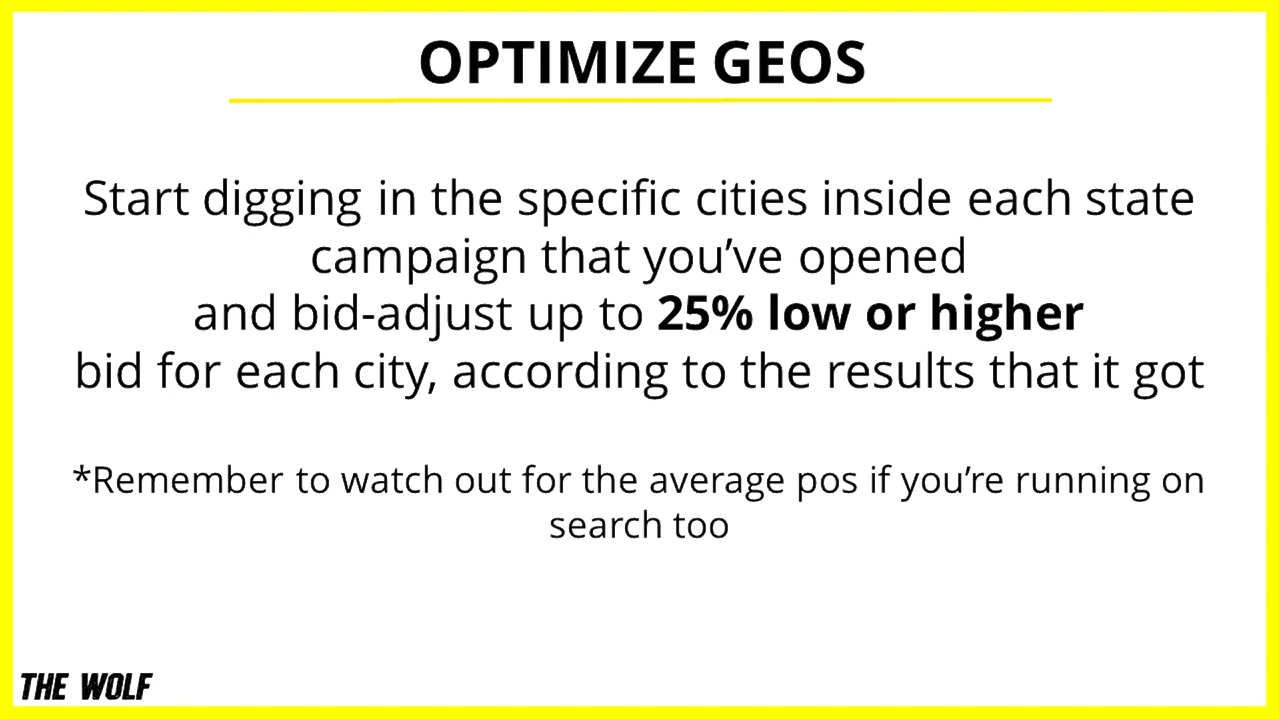 OPTIMIZE GEOS
Start digging in the specific cities inside each state
campaign that you’ve opened
and bid-adjust up to 25% low or higher
bid for each city, according to the results that it got
*Remember to watch out for the average pos if you’re running on
search too
THE WOLF